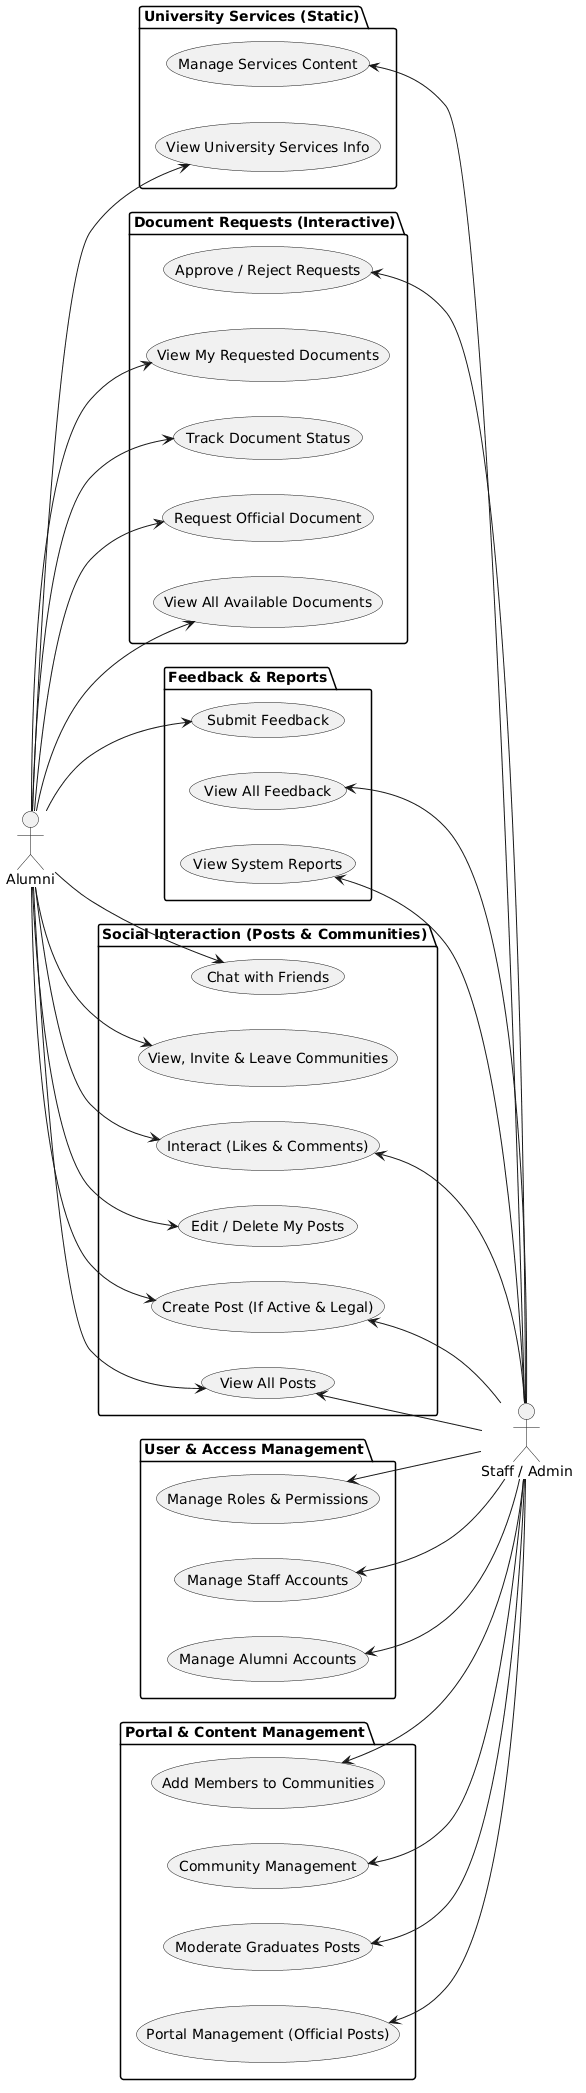 University Services (Static)
Manage Services Content
View University Services Info
Document Requests (Interactive)
Approve / Reject Requests
View My Requested Documents
Track Document Status
Request Official Document
View All Available Documents
Feedback & Reports
Submit Feedback
View All Feedback
View System Reports
Alumni
Social Interaction (Posts & Communities)
Chat with Friends
View, Invite & Leave Communities
Interact (Likes & Comments)
Edit / Delete My Posts
Create Post (If Active & Legal)
View All Posts
User & Access Management
Staff / Admin
Manage Roles & Permissions
Manage Staff Accounts
Manage Alumni Accounts
Portal & Content Management
Add Members to Communities
Community Management
Moderate Graduates Posts
Portal Management (Official Posts)